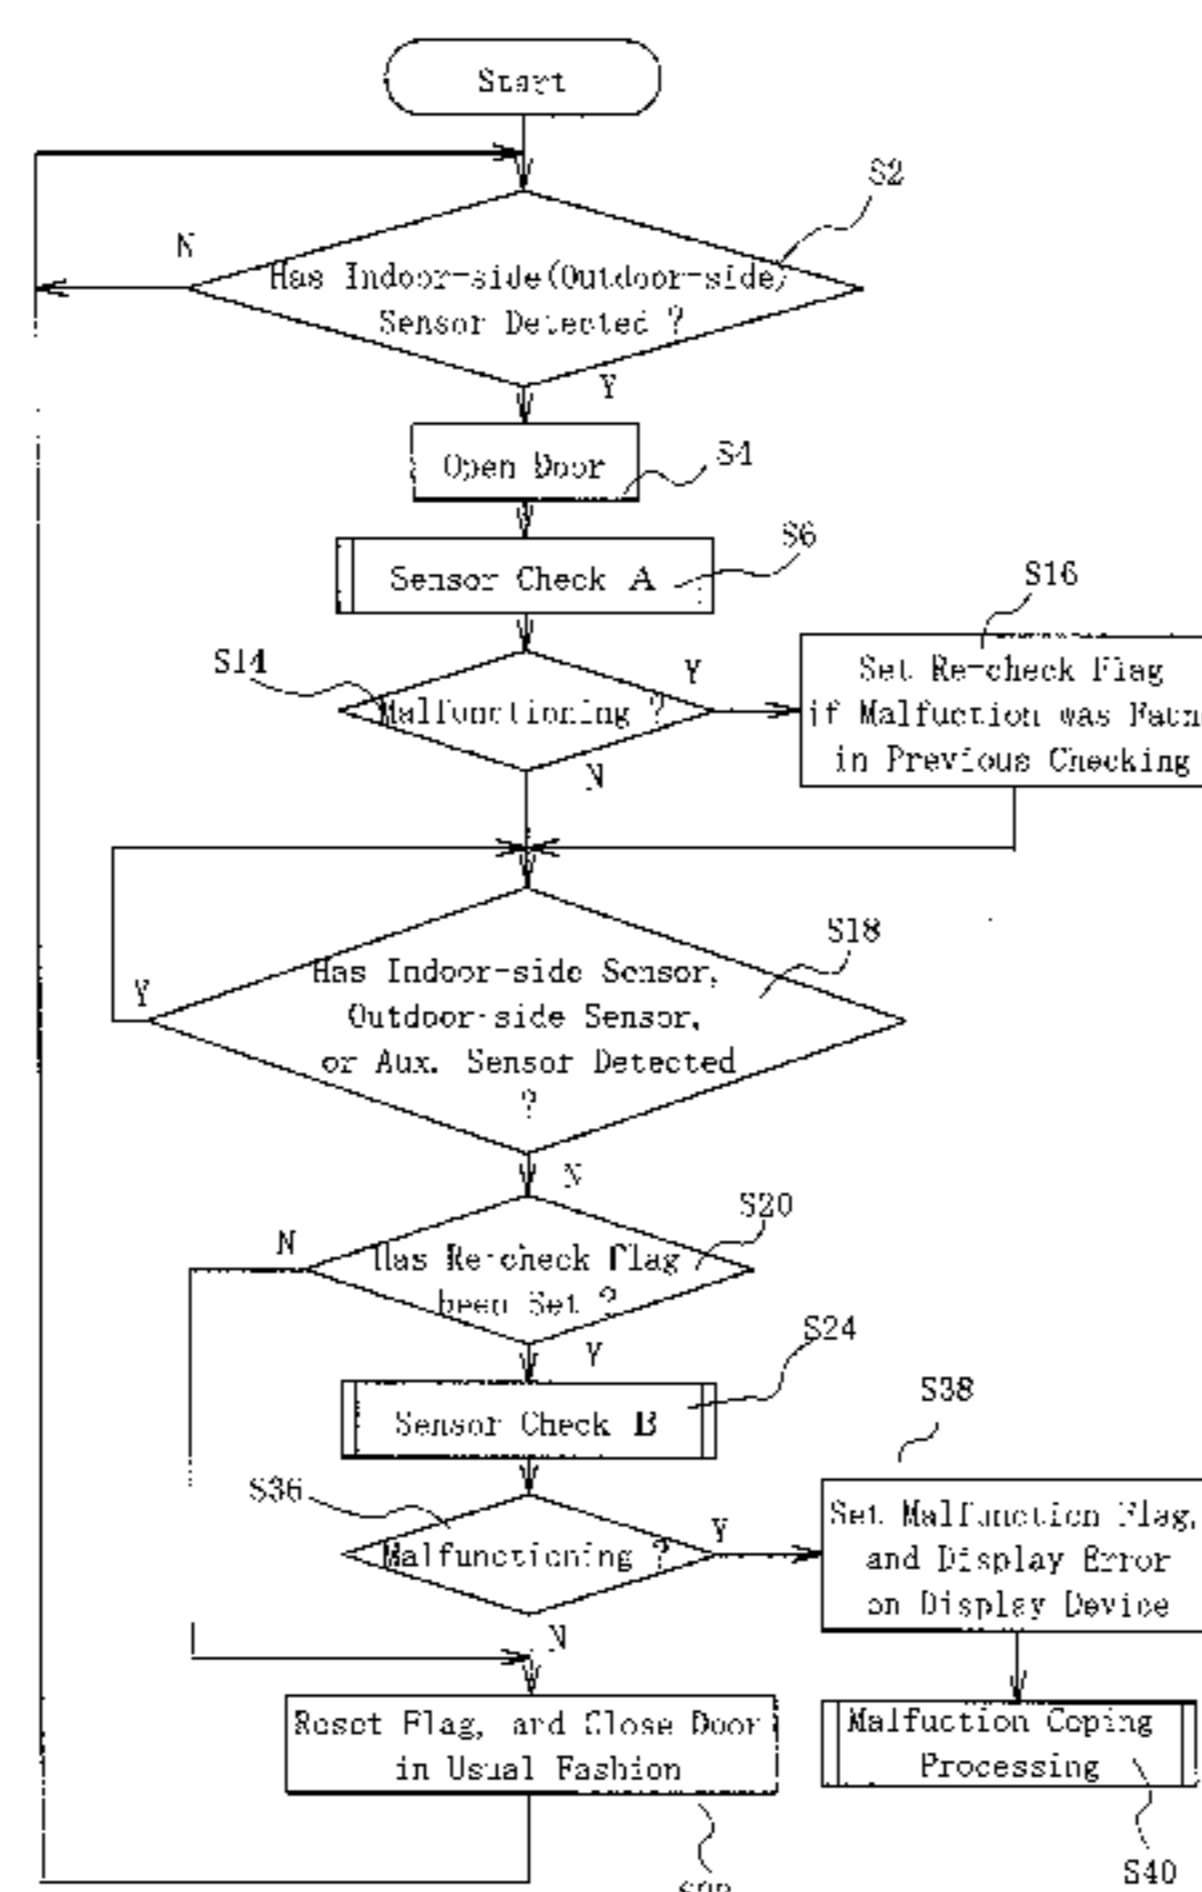 Start
S2
N
Has Indoor-side(Outdoor-side)
Sensor Detected ?
Y
Open Door
S4
S6
Sensor Check A
S16
S14
Y
Set Re-check Flag
Malfunctioning ?
if Malfuction was
in Previous Checking
N
S18
Has Indoor-side Sensor,
Y
Outdoor-side Sensor,
or Aux. Sensor Detected
?
N
S20
N
Has Re-check Flag
been Set ?
S24
Y
S38
Sensor Check B
S36
Set Malfunction Flag,
Y
Malfunctioning ?
and Display Error
on Display Device
N
Reset Flag, and Close Door
in Usual Fashion
Malfuction Coping
Processing
S40